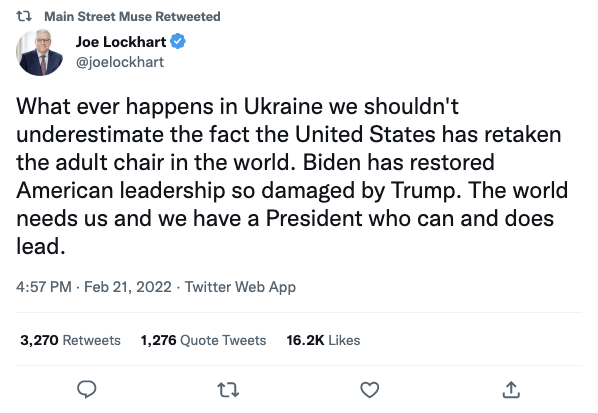 Main Street Muse Retweeted
Joe Lockhart
@joelockhart
What ever happens in Ukraine we shouldn't
underestimate the fact the United States has retaken
the adult chair in the world. Biden has restored
American leadership so damaged by Trump. The world
needs us and we have a President who can and does
lead.
4:57 PM · Feb 21, 2022 · Twitter Web App
3,270 Retweets 1,276 Quote Tweets 16.2K Likes